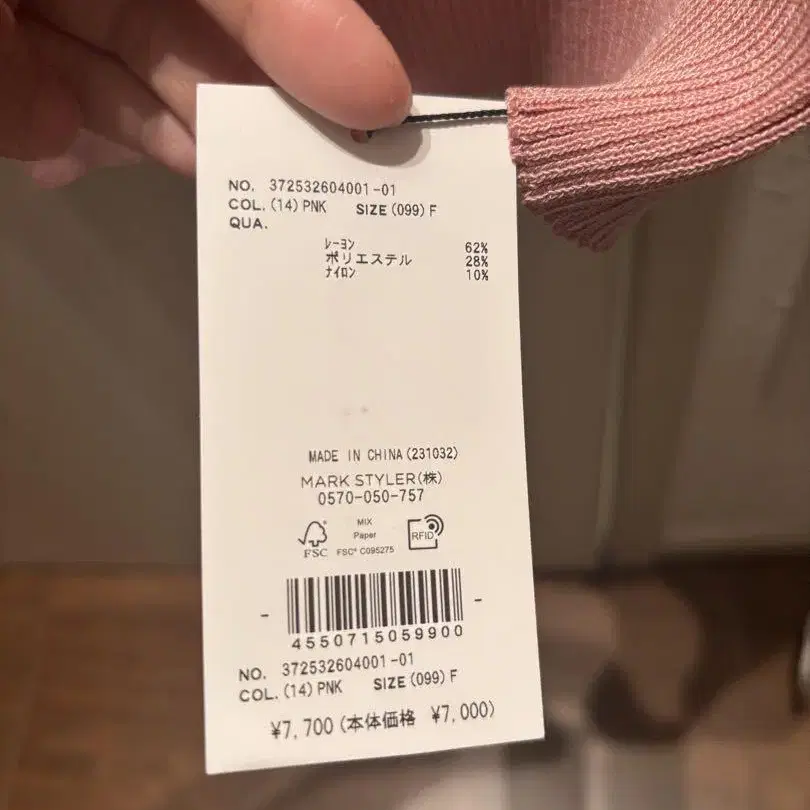 NO. 372532604001-01
COL. (14) PNK SIZE (099) F
QUA.
レーヨン 62%
ポリエステル 28%
ナイロン 10%
MADE IN CHINA (231032)
MARK STYLER(株)
0570-050-757
FSC
MIX
Paper
FSC® C095275
RFID
- -
4550715059900
NO. 372532604001-01
COL. (14) PNK SIZE (099) F
¥7,700 (本体価格 ¥7,000)